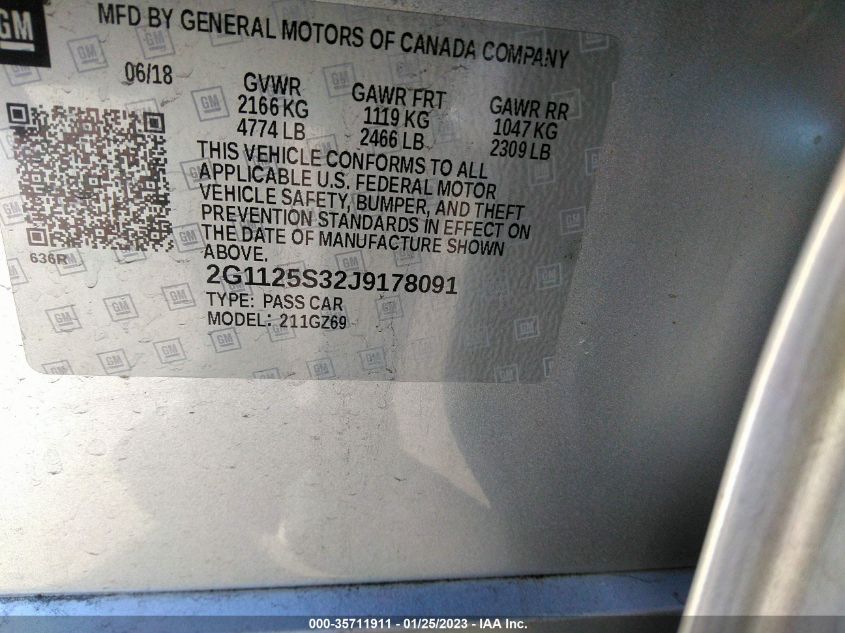 GM
MFD BY GENERAL MOTORS OF CANADA COMPANY
06/18
GVWR
2166 KG
4774 LB
GAWR FRT
1119 KG
2466 LB
GAWR RR
1047 KG
2309 LB
THIS VEHICLE CONFORMS TO ALL
APPLICABLE U.S. FEDERAL MOTOR
VEHICLE SAFETY, BUMPER, AND THEFT
PREVENTION STANDARDS IN EFFECT ON
THE DATE OF MANUFACTURE SHOWN
ABOVE.
636R
2G1125S32J9178091
TYPE: PASS CAR
MODEL: 211GZ69
000-35711911 - 01/25/2023 - IAA Inc.